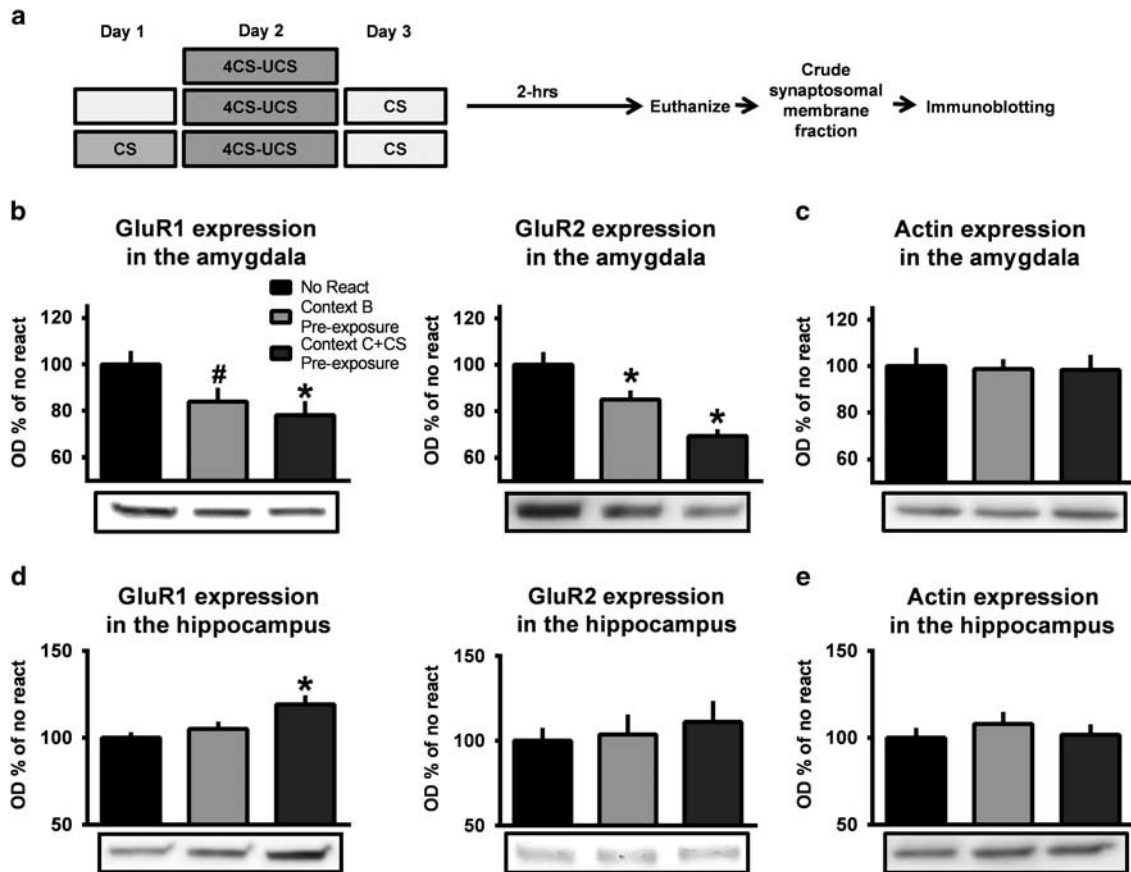 a
Day 1 Day 2 Day 3
4CS-UCS
4CS-UCS CS
CS 4CS-UCS CS
2-hrs
Euthanize
Crude
synaptosomal
membrane
fraction
Immunoblotting
b
GluR1 expression
in the amygdala
OD % of no react
120
100
80
60
#
*
No React
Context B
Pre-exposure
Context C+CS
Pre-exposure
GluR2 expression
in the amygdala
OD % of no react
120
100
80
60
*
*
c
Actin expression
in the amygdala
OD % of no react
120
100
80
60
d
GluR1 expression
in the hippocampus
OD % of no react
150
100
50
*
GluR2 expression
in the hippocampus
OD % of no react
150
100
50
e
Actin expression
in the hippocampus
OD % of no react
150
100
50